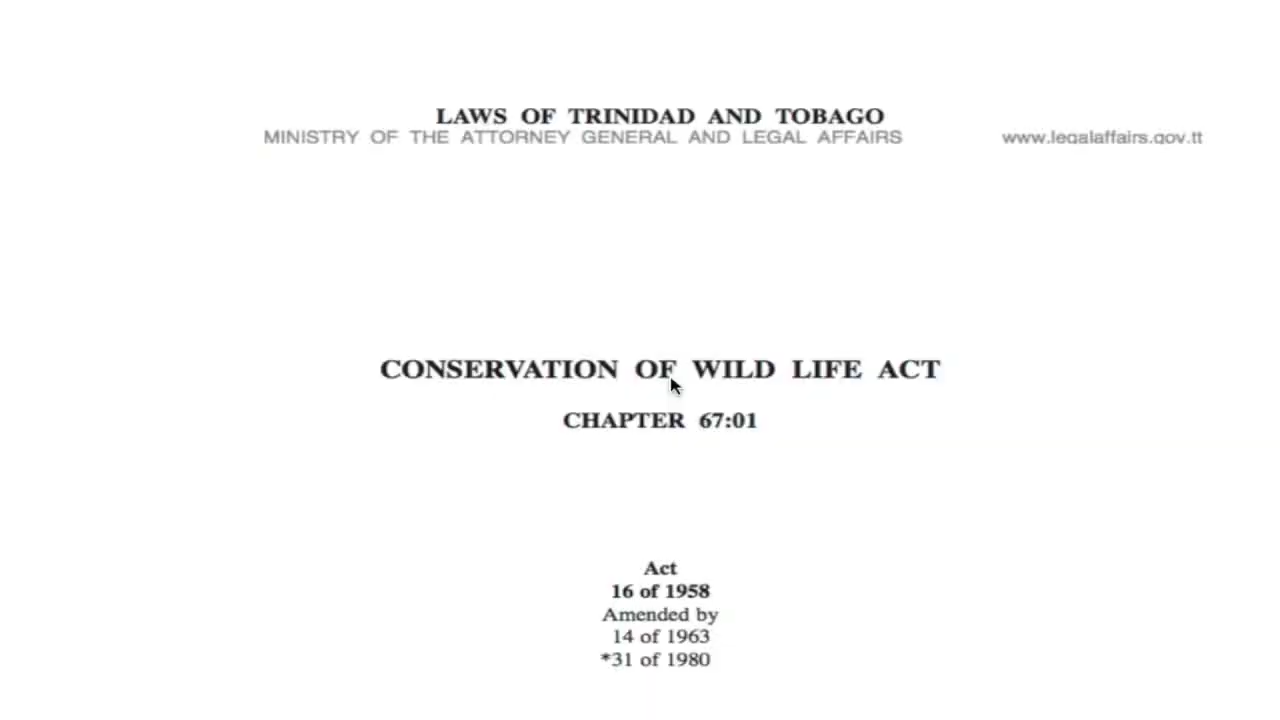 LAWS OF TRINIDAD AND TOBAGO
MINISTRY OF THE ATTORNEY GENERAL AND LEGAL AFFAIRS www.legalaffairs.gov.tt
CONSERVATION OF WILD LIFE ACT
CHAPTER 67:01
Act
16 of 1958
Amended by
14 of 1963
*31 of 1980